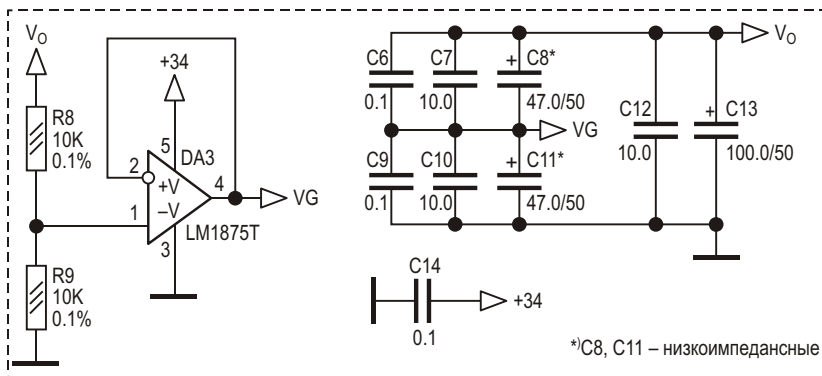 V₀
+34
R8
10K
0.1%
5
DA3
2
+V
4
VG
1
–V
3
LM1875T
R9
10K
0.1%
C6
0.1
C7
10.0
C8*
+
47.0/50
V₀
VG
C9
0.1
C10
10.0
C11*
+
47.0/50
C12
10.0
C13
+
100.0/50
C14
0.1
+34
*)C8, C11 – низкоимпедансные